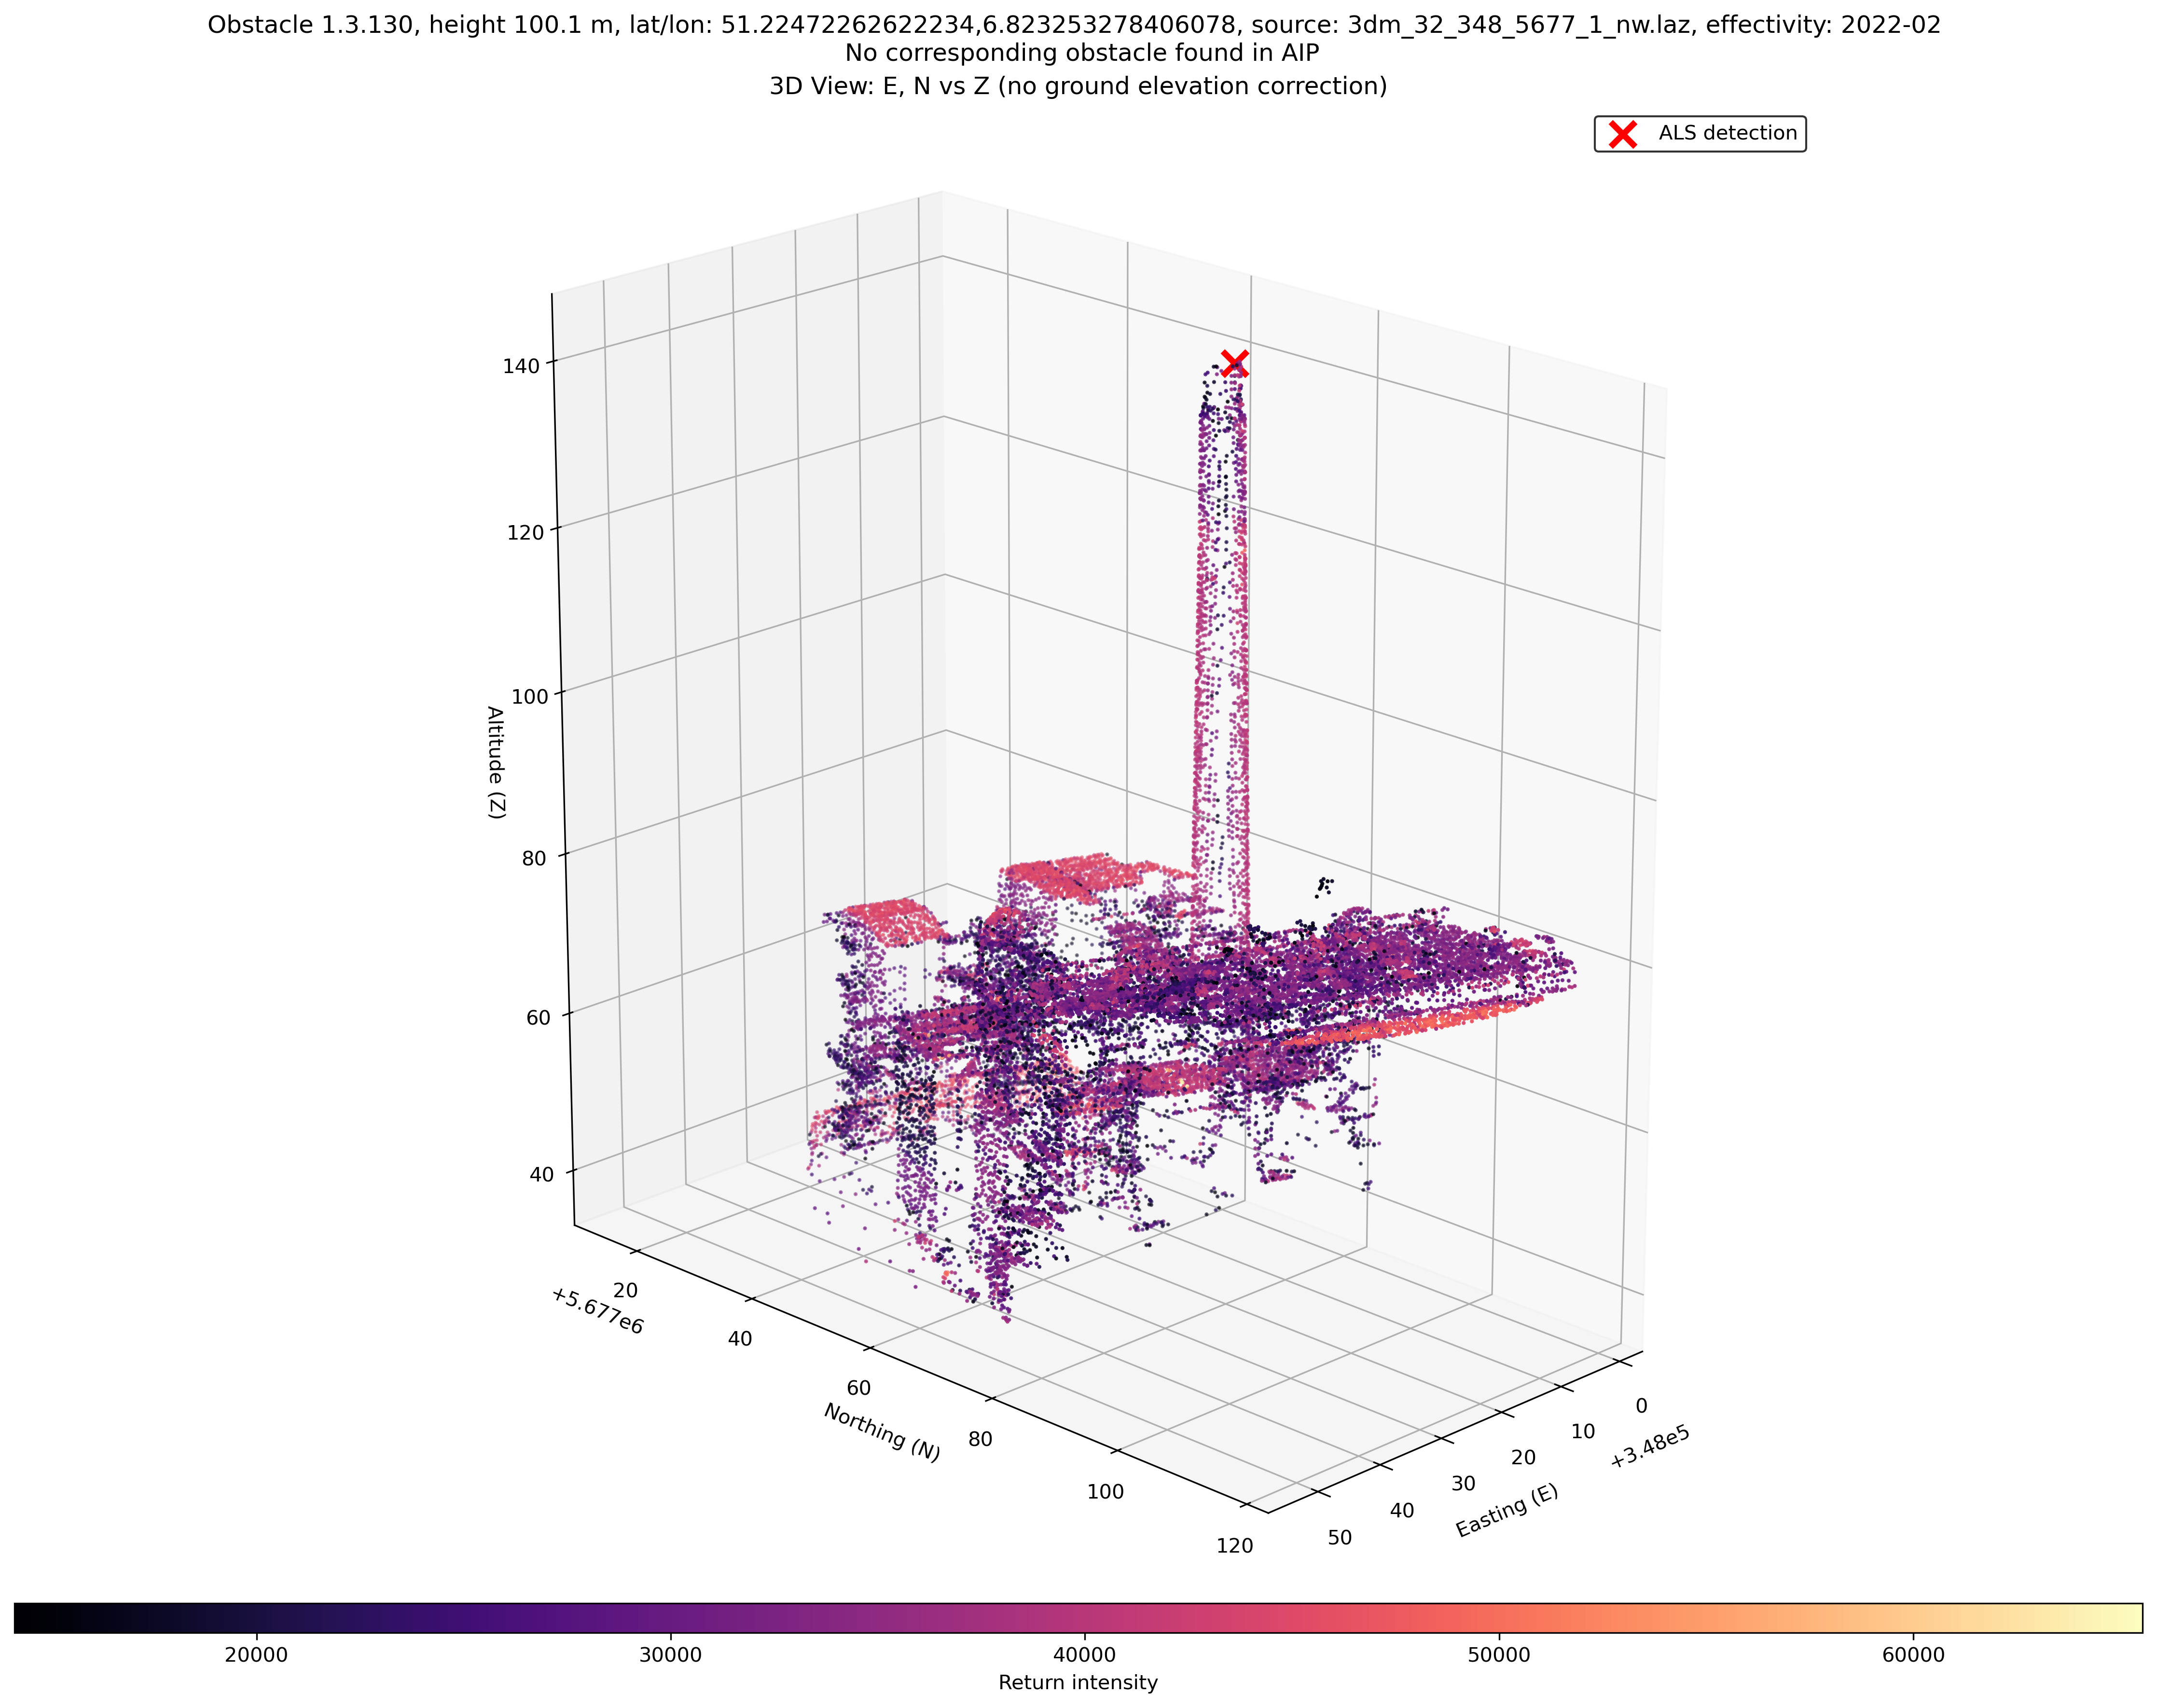 Obstacle 1.3.130, height 100.1 m, lat/lon: 51.22472262622234,6.823253278406078, source: 3dm_32_348_5677_1_nw.laz, effectivity: 2022-02
No corresponding obstacle found in AIP
3D View: E, N vs Z (no ground elevation correction)
ALS detection
140
120
100
80
60
40
Altitude (Z)
20
40
60
80
100
120
+5.677e6
Northing (N)
0
10
20
30
40
50
+3.48e5
Easting (E)
20000
30000
40000
50000
60000
Return intensity